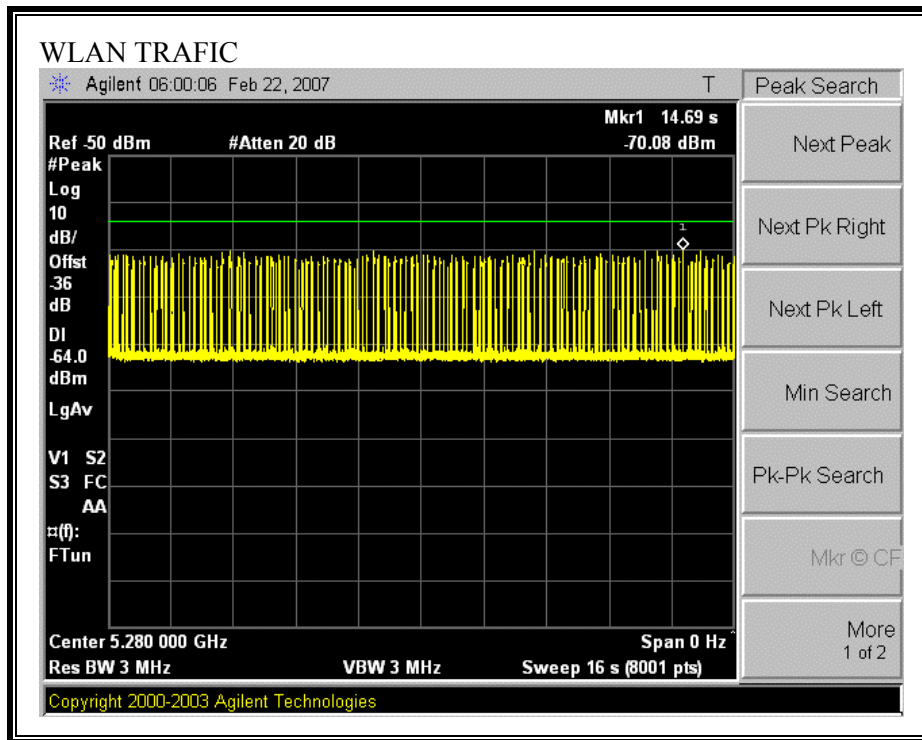 WLAN TRAFIC
Agilent 06:00:06 Feb 22, 2007 T
Peak Search
Mkr1 14.69 s
Ref -50 dBm #Atten 20 dB -70.08 dBm
#Peak
Log
10
dB/
Offst
-36
dB
DI
-64.0
dBm
LgAv
V1 S2
S3 FC
AA
¤(f):
FTun
1
Center 5.280 000 GHz Span 0 Hz^
Res BW 3 MHz VBW 3 MHz Sweep 16 s (8001 pts)
Copyright 2000-2003 Agilent Technologies
Next Peak
Next Pk Right
Next Pk Left
Min Search
Pk-Pk Search
Mkr © CF
More
1 of 2